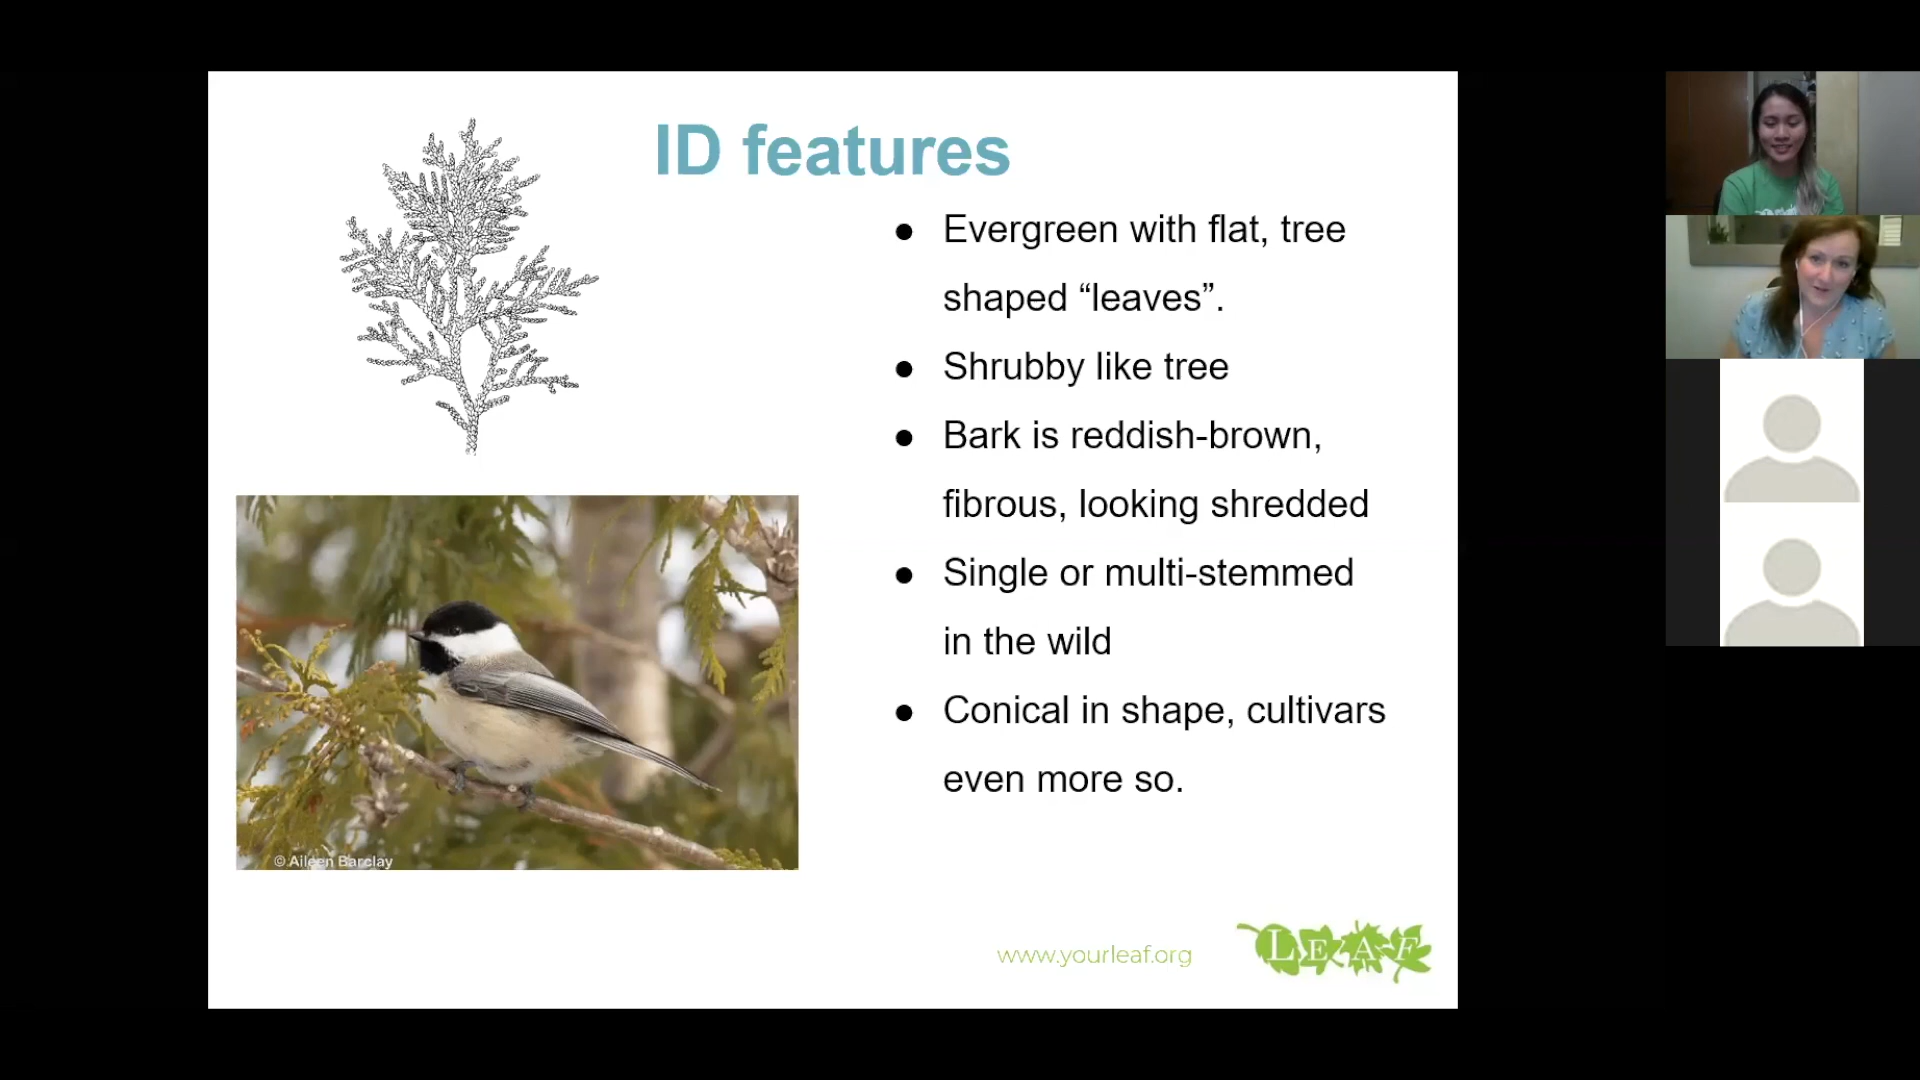 ID features
● Evergreen with flat, tree
shaped “leaves”.
● Shrubby like tree
● Bark is reddish-brown,
fibrous, looking shredded
● Single or multi-stemmed
in the wild
● Conical in shape, cultivars
even more so.
© Aileen Barclay
www.yourleaf.org
LEAF